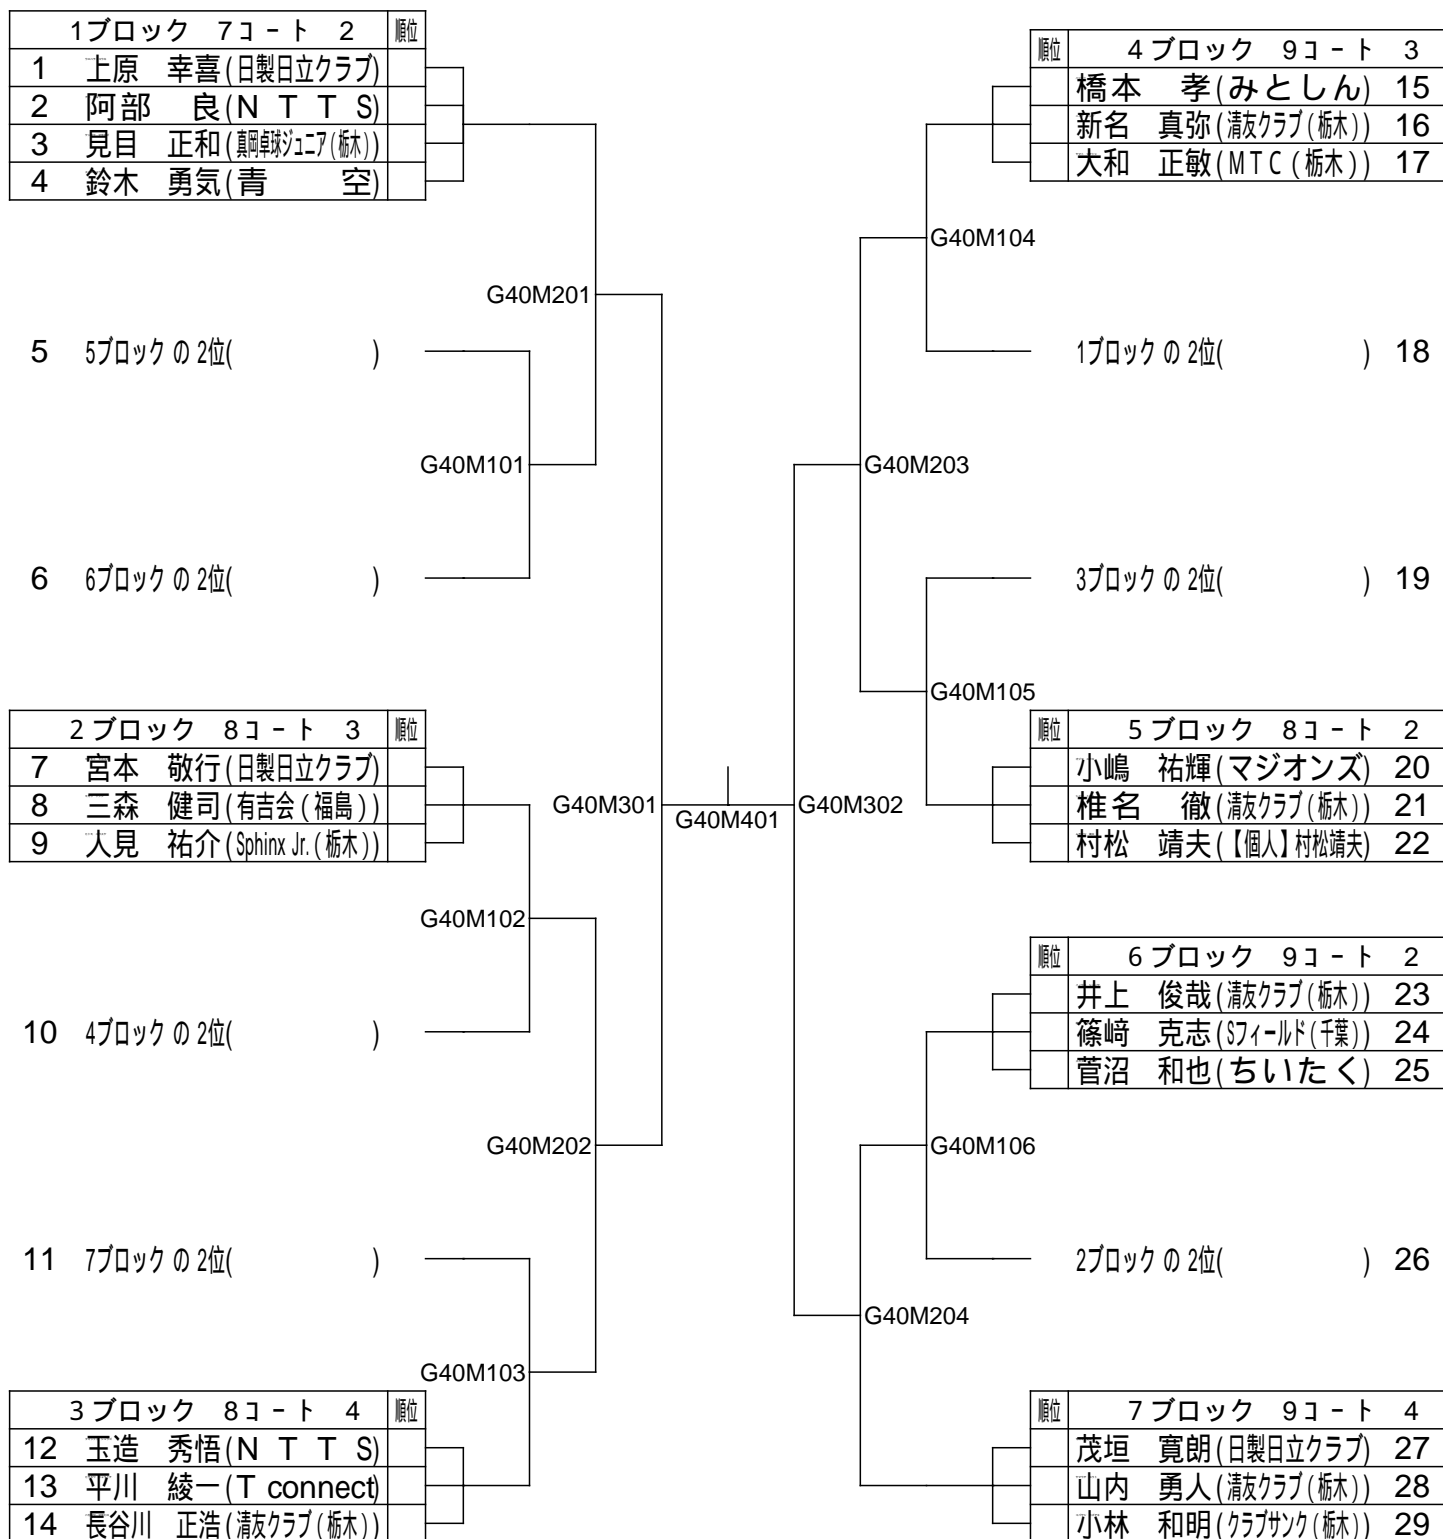 1ブロック 7コート 2 順位
1 上原 幸喜(日製日立クラブ)
2 阿部 良(NTTS)
3 見目 正和(真岡卓球ジュニア(栃木))
4 鈴木 勇気(青 空)
G40M201
5 5ブロック の 2位( )
G40M101
6 6ブロック の 2位( )
2ブロック 8コート 3 順位
7 宮本 敬行(日製日立クラブ)
8 三森 健司(有吉会(福島))
9 人見 祐介(Sphinx Jr.(栃木))
G40M301
G40M102
10 4ブロック の 2位( )
G40M202
11 7ブロック の 2位( )
G40M103
3ブロック 8コート 4 順位
12 玉造 秀悟(NTTS)
13 平川 綾一(T connect)
14 長谷川 正浩(清友クラブ(栃木))
G40M401
順位 4ブロック 9コート 3
橋本 孝(みとしん) 15
新名 真弥(清友クラブ(栃木)) 16
大和 正敏(MTC(栃木)) 17
G40M104
1ブロック の 2位( ) 18
G40M203
3ブロック の 2位( ) 19
G40M105
順位 5ブロック 8コート 2
小嶋 祐輝(マジオンズ) 20
椎名 徹(清友クラブ(栃木)) 21
村松 靖夫(【個人】村松靖夫) 22
G40M302
順位 6ブロック 9コート 2
井上 俊哉(清友クラブ(栃木)) 23
篠﨑 克志(Sフィールド(千葉)) 24
菅沼 和也(ちいたく) 25
G40M106
2ブロック の 2位( ) 26
G40M204
順位 7ブロック 9コート 4
茂垣 寛朗(日製日立クラブ) 27
山内 勇人(清友クラブ(栃木)) 28
小林 和明(クラブサンク(栃木)) 29